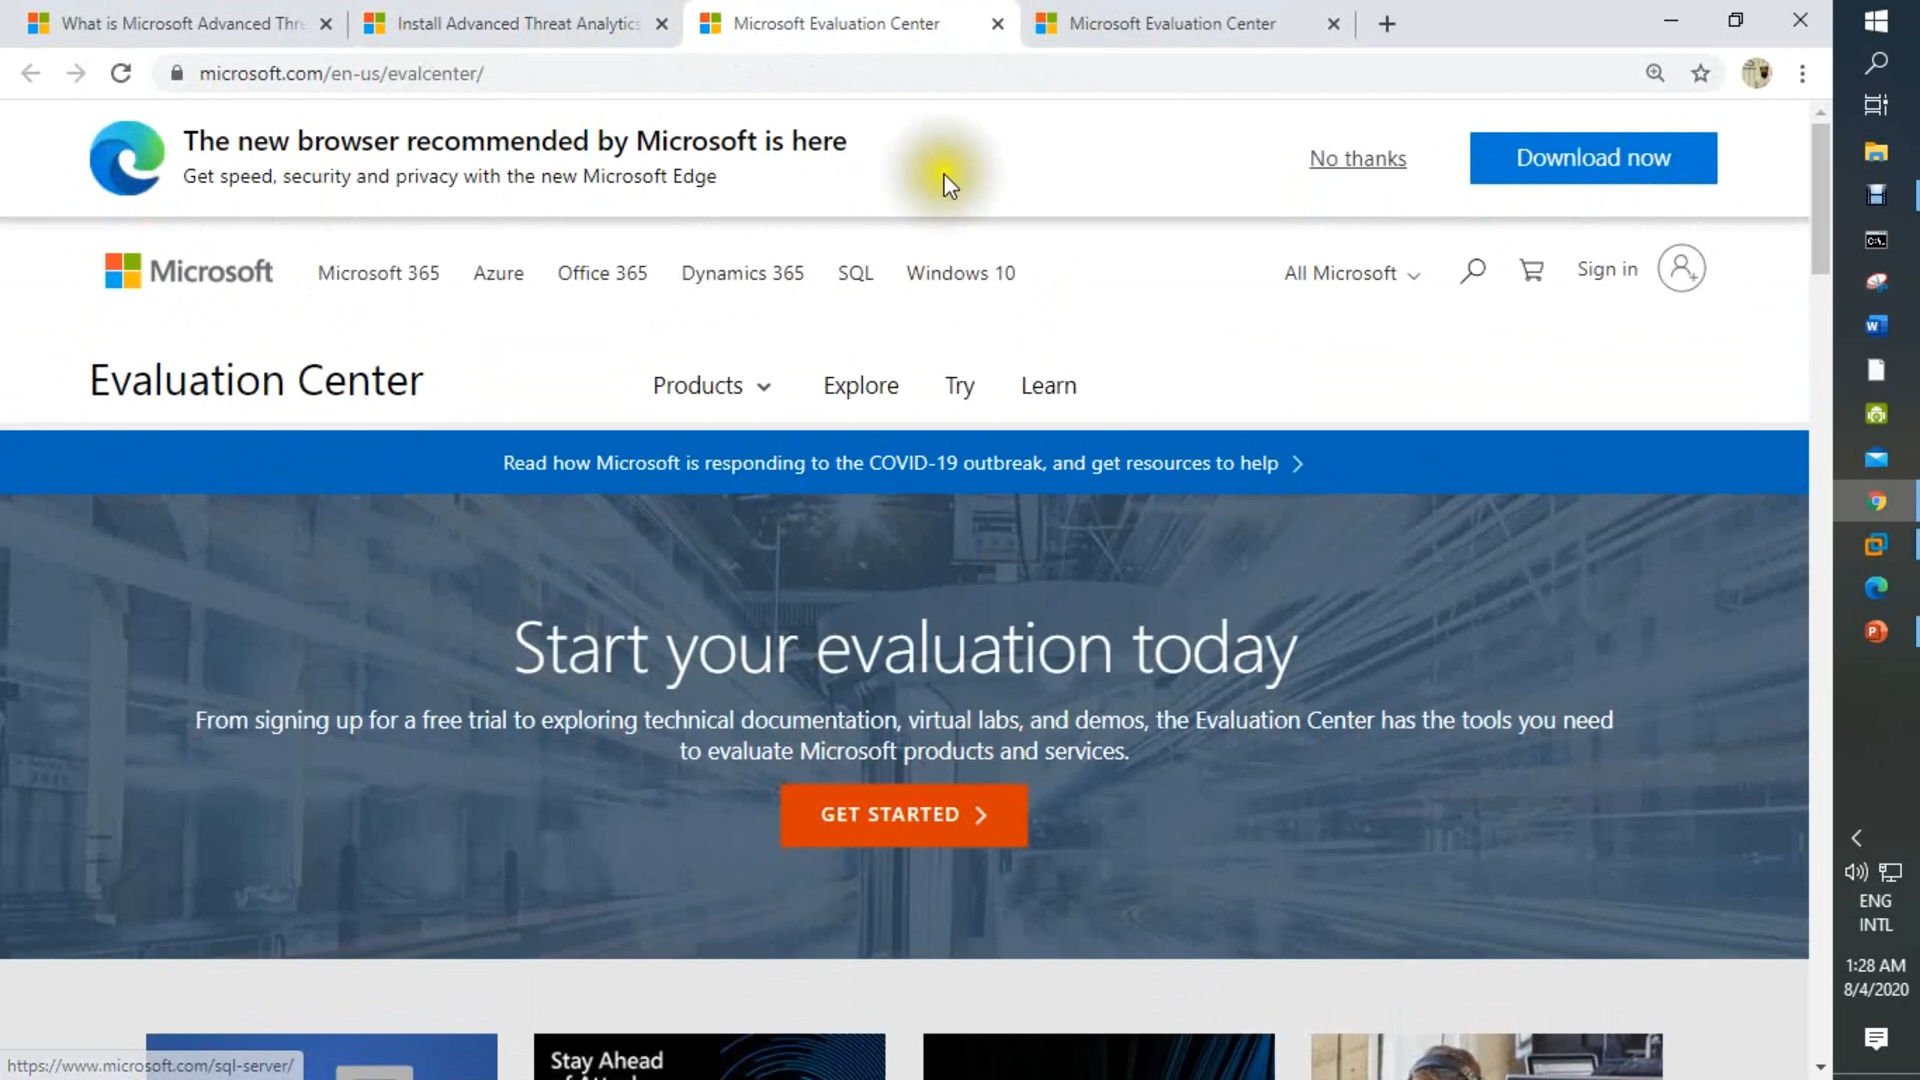 What is Microsoft Advanced Thre
Install Advanced Threat Analytics
Microsoft Evaluation Center
Microsoft Evaluation Center
microsoft.com/en-us/evalcenter/
The new browser recommended by Microsoft is here
Get speed, security and privacy with the new Microsoft Edge
No thanks
Download now
Microsoft
Microsoft 365
Azure
Office 365
Dynamics 365
SQL
Windows 10
All Microsoft
Sign in
Evaluation Center
Products
Explore
Try
Learn
Read how Microsoft is responding to the COVID-19 outbreak, and get resources to help
Start your evaluation today
From signing up for a free trial to exploring technical documentation, virtual labs, and demos, the Evaluation Center has the tools you need
to evaluate Microsoft products and services.
GET STARTED
Stay Ahead
of Attack
https://www.microsoft.com/sql-server/
ENG
INTL
1:28 AM
8/4/2020